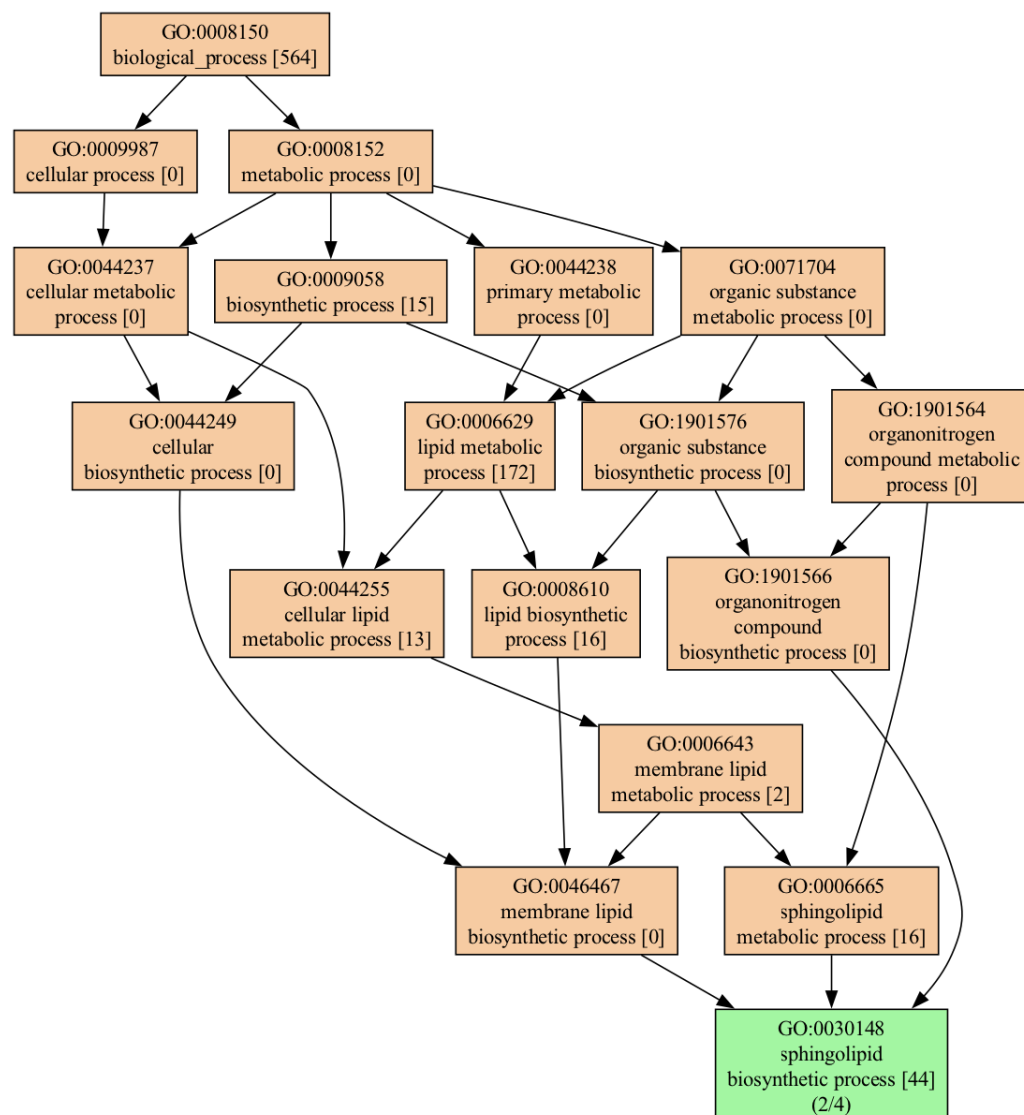 GO:0008150
biological_process [564]
GO:0009987
cellular process [0]
GO:0008152
metabolic process [0]
GO:0044237
cellular metabolic
process [0]
GO:0009058
biosynthetic process [15]
GO:0044238
primary metabolic
process [0]
GO:0071704
organic substance
metabolic process [0]
GO:0044249
cellular
biosynthetic process [0]
GO:0006629
lipid metabolic
process [172]
GO:1901576
organic substance
biosynthetic process [0]
GO:1901564
organonitrogen
compound metabolic
process [0]
GO:0044255
cellular lipid
metabolic process [13]
GO:0008610
lipid biosynthetic
process [16]
GO:1901566
organonitrogen
compound
biosynthetic process [0]
GO:0006643
membrane lipid
metabolic process [2]
GO:0046467
membrane lipid
biosynthetic process [0]
GO:0006665
sphingolipid
metabolic process [16]
GO:0030148
sphingolipid
biosynthetic process [44]
(2/4)